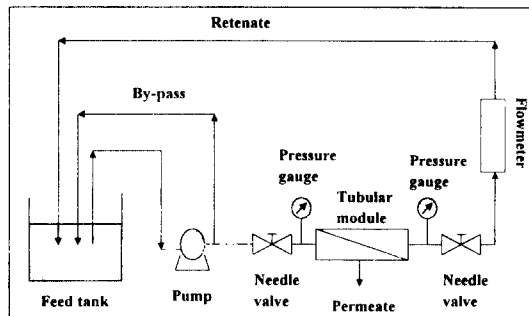 Retenate
By-pass
Flowmeter
Pressure
gauge
Pressure
gauge
Tubular
module
Feed tank
Pump
Needle
valve
Permeate
Needle
valve